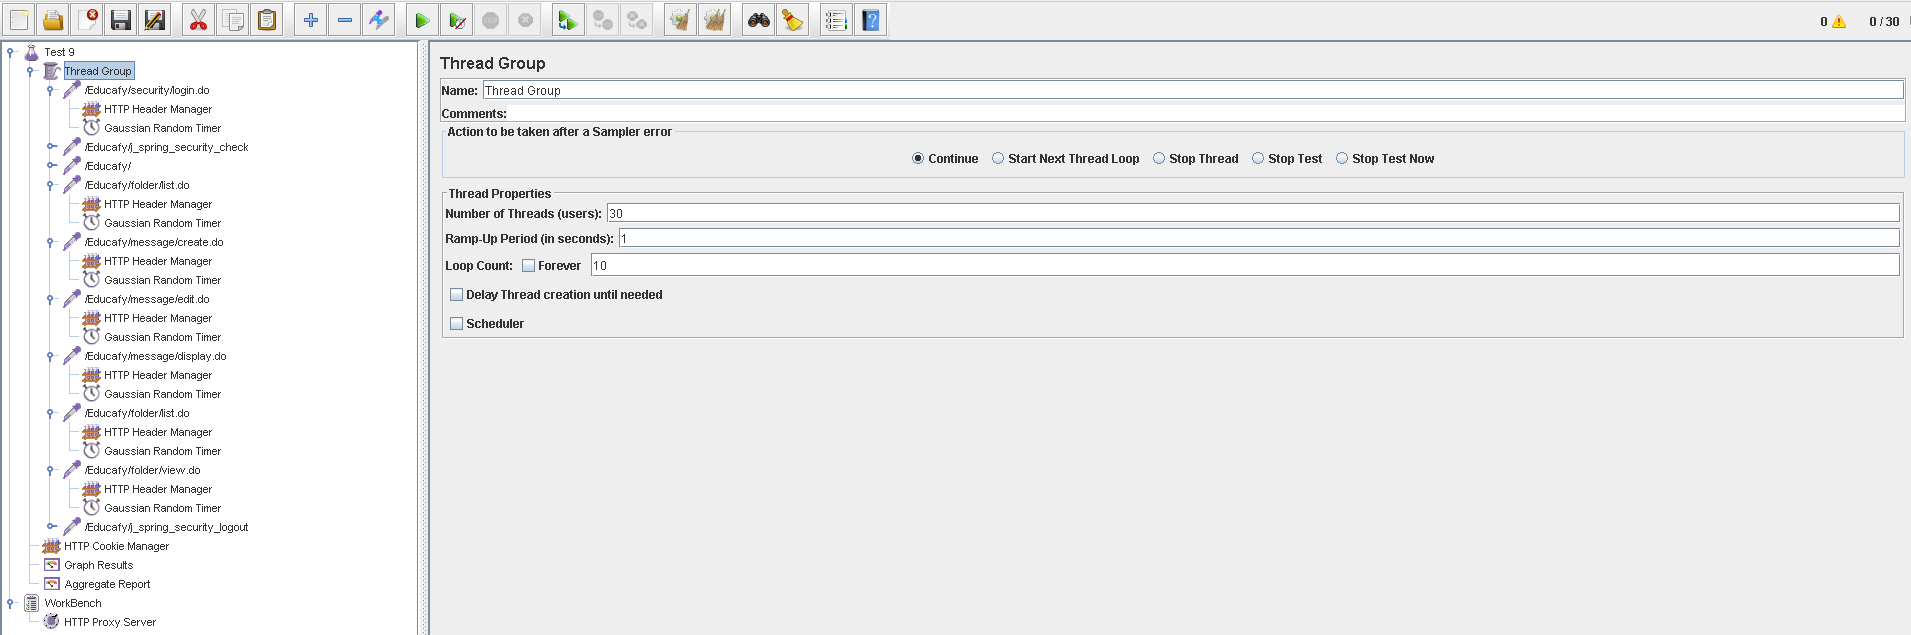 0 0 / 30
Test 9
Thread Group
/Educafy/security/login.do
HTTP Header Manager
Gaussian Random Timer
/Educafy/j_spring_security_check
/Educafy/
/Educafy/folder/list.do
HTTP Header Manager
Gaussian Random Timer
/Educafy/message/create.do
HTTP Header Manager
Gaussian Random Timer
/Educafy/message/edit.do
HTTP Header Manager
Gaussian Random Timer
/Educafy/message/display.do
HTTP Header Manager
Gaussian Random Timer
/Educafy/folder/list.do
HTTP Header Manager
Gaussian Random Timer
/Educafy/folder/view.do
HTTP Header Manager
Gaussian Random Timer
/Educafy/j_spring_security_logout
HTTP Cookie Manager
Graph Results
Aggregate Report
WorkBench
HTTP Proxy Server
Thread Group
Name: Thread Group
Comments:
Action to be taken after a Sampler error
Continue Start Next Thread Loop Stop Thread Stop Test Stop Test Now
Thread Properties
Number of Threads (users): 30
Ramp-Up Period (in seconds): 1
Loop Count: Forever 10
Delay Thread creation until needed
Scheduler